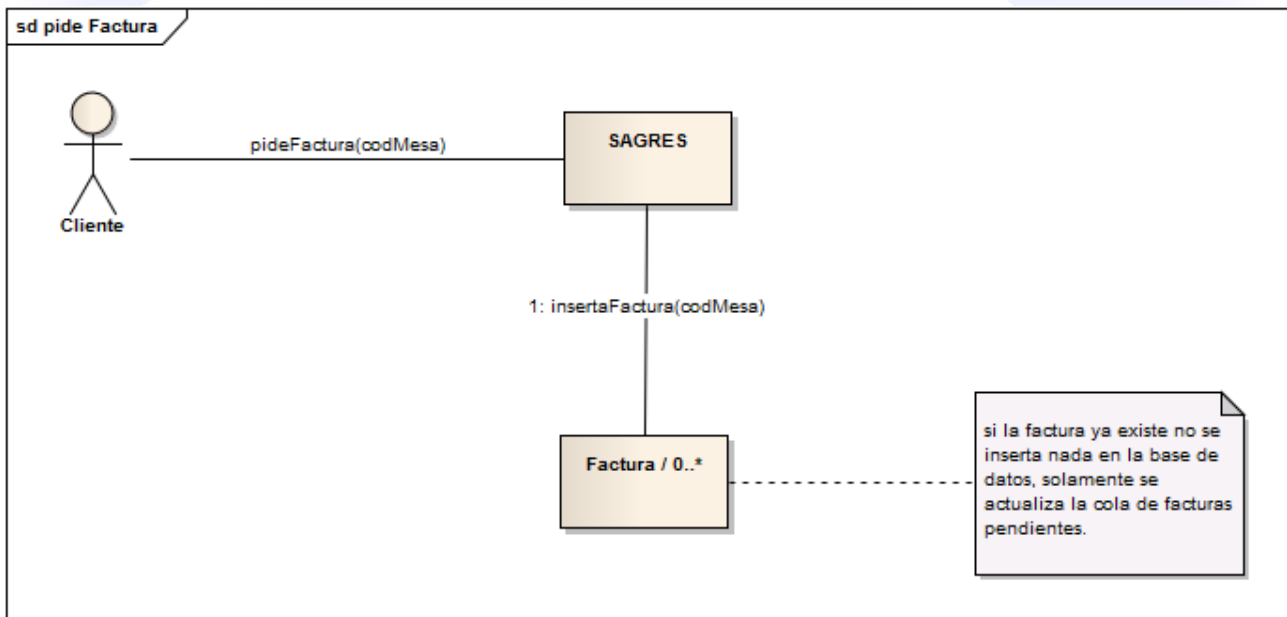 sd pide Factura
pideFactura(codMesa)
SAGRES
Cliente
1: insertaFactura(codMesa)
Factura / 0..*
si la factura ya existe no se
inserta nada en la base de
datos, solamente se
actualiza la cola de facturas
pendientes.